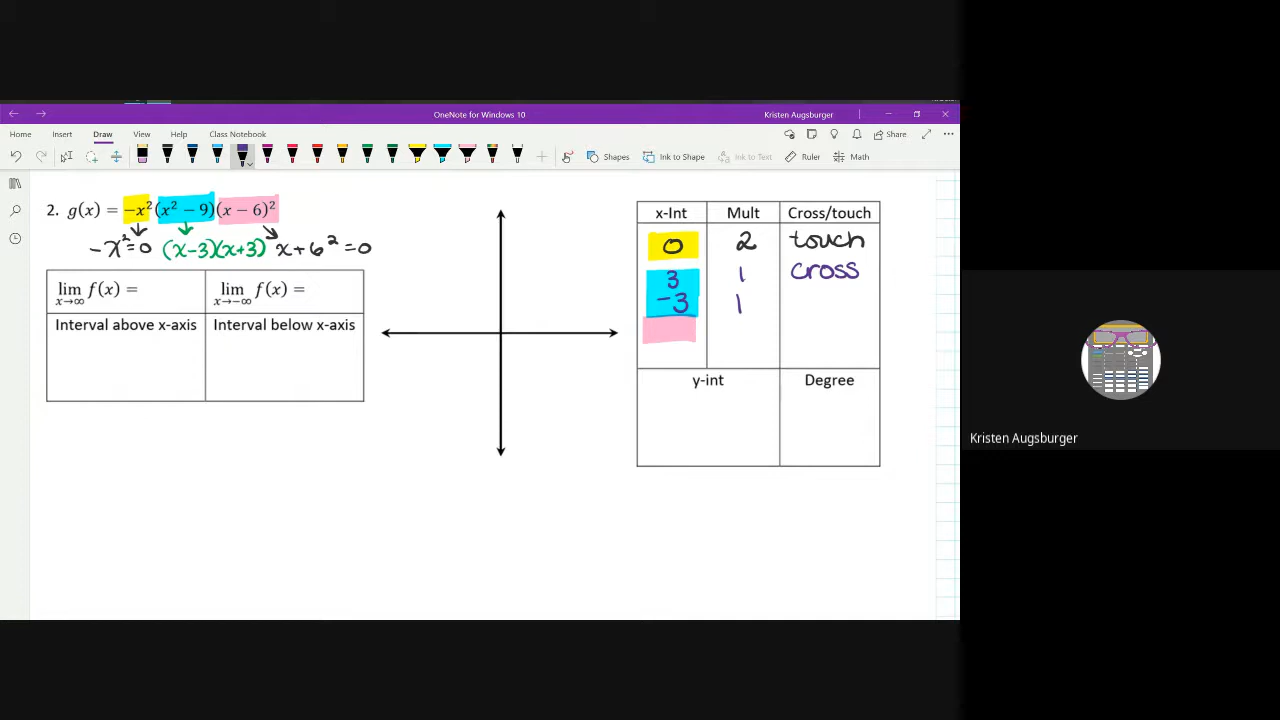 OneNote for Windows 10
Kristen Augsburger
Home Insert Draw View Help Class Notebook
Share
Shapes Ink to Shape Ink to Text Ruler Math
2. g(x) = −x²(x² − 9)(x − 6)²
−x²=0 (x−3)(x+3) x+6²=0
lim x→∞ f(x) = lim x→−∞ f(x) =
Interval above x-axis Interval below x-axis
x-Int Mult Cross/touch
0 2 touch
3 1 cross
−3 1
y-int Degree
Kristen Augsburger